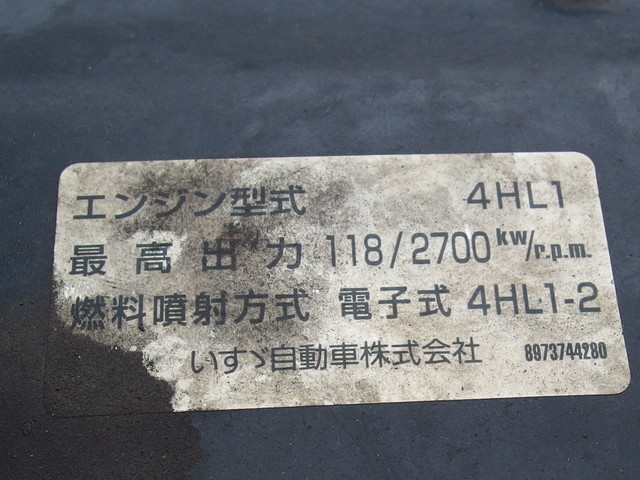 エンジン型式 4HL1
最高出力 118/2700 kw/r.p.m.
燃料噴射方式 電子式 4HL1-2
いすゞ自動車株式会社 8973744280